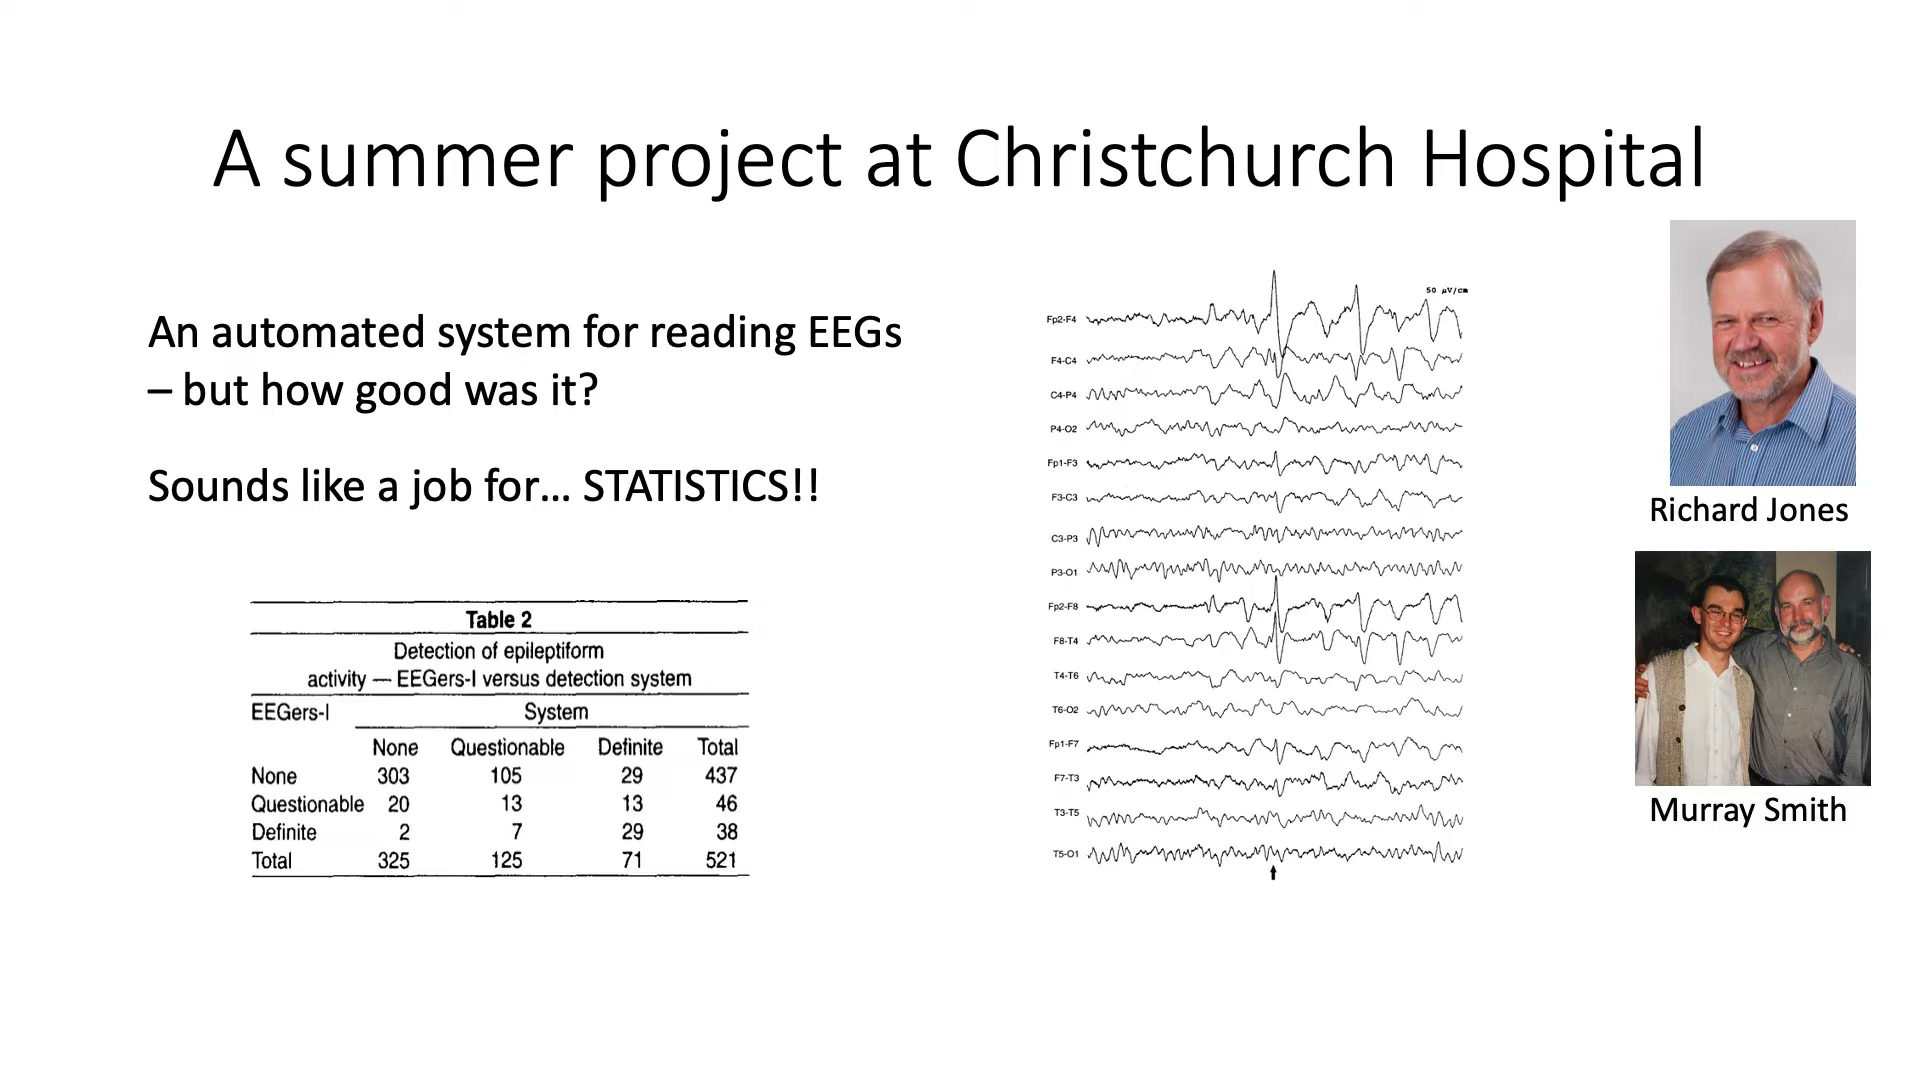 A summer project at Christchurch Hospital
An automated system for reading EEGs
– but how good was it?
Sounds like a job for... STATISTICS!!
Table 2
Detection of epileptiform
activity — EEGers-I versus detection system
EEGers-I System
None Questionable Definite Total
None 303 105 29 437
Questionable 20 13 13 46
Definite 2 7 29 38
Total 325 125 71 521
50 µV/cm
Fp2-F4
F4-C4
C4-P4
P4-O2
Fp1-F3
F3-C3
C3-P3
P3-O1
Fp2-F8
F8-T4
T4-T6
T6-O2
Fp1-F7
F7-T3
T3-T5
T5-O1
Richard Jones
Murray Smith